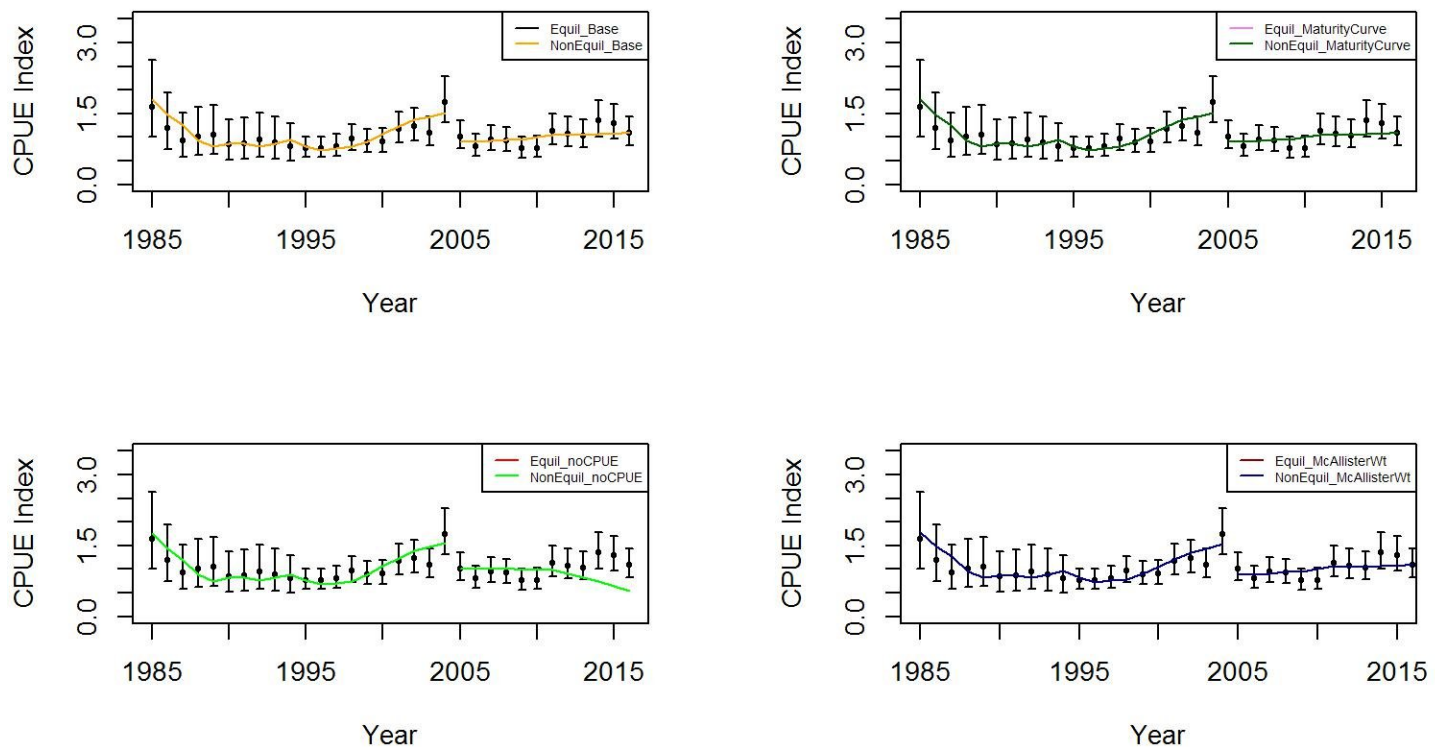 CPUE Index
0.0
1.5
3.0
Equil_Base
NonEquil_Base
1985
1995
2005
2015
Year
CPUE Index
0.0
1.5
3.0
Equil_MaturityCurve
NonEquil_MaturityCurve
1985
1995
2005
2015
Year
CPUE Index
0.0
1.5
3.0
Equil_noCPUE
NonEquil_noCPUE
1985
1995
2005
2015
Year
CPUE Index
0.0
1.5
3.0
Equil_McAllisterWt
NonEquil_McAllisterWt
1985
1995
2005
2015
Year